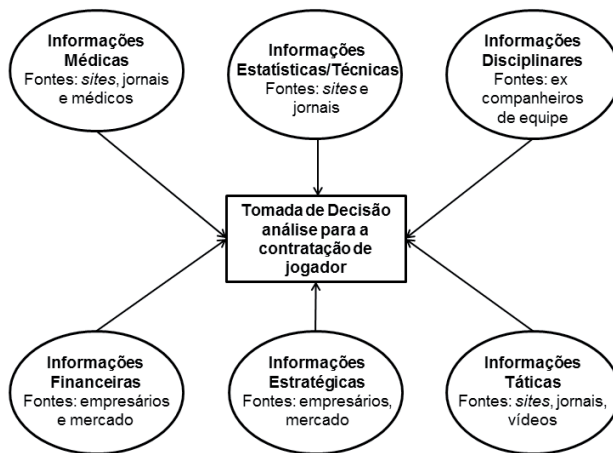 Informações
Médicas
Fontes: sites, jornais
e médicos
Informações
Estatísticas/Técnicas
Fontes: sites e
jornais
Informações
Disciplinares
Fontes: ex
companheiros
de equipe
Tomada de Decisão
análise para a
contratação de
jogador
Informações
Financeiras
Fontes: empresários
e mercado
Informações
Estratégicas
Fontes: empresários,
mercado
Informações
Táticas
Fontes: sites, jornais,
vídeos